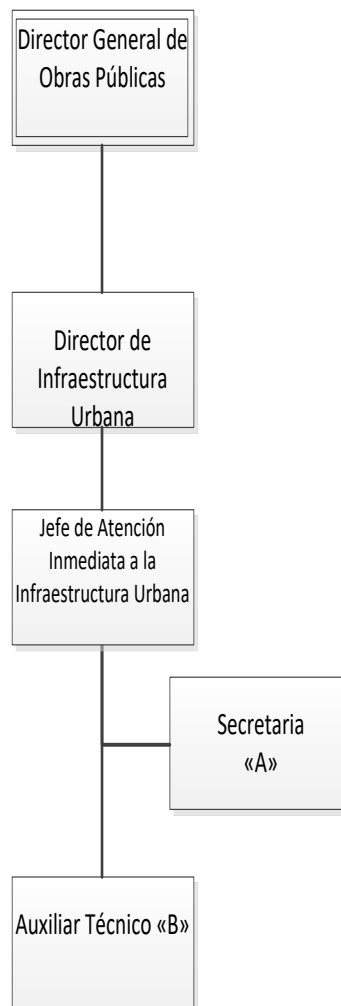 Director General de
Obras Públicas
Director de
Infraestructura
Urbana
Jefe de Atención
Inmediata a la
Infraestructura Urbana
Secretaria
«A»
Auxiliar Técnico «B»